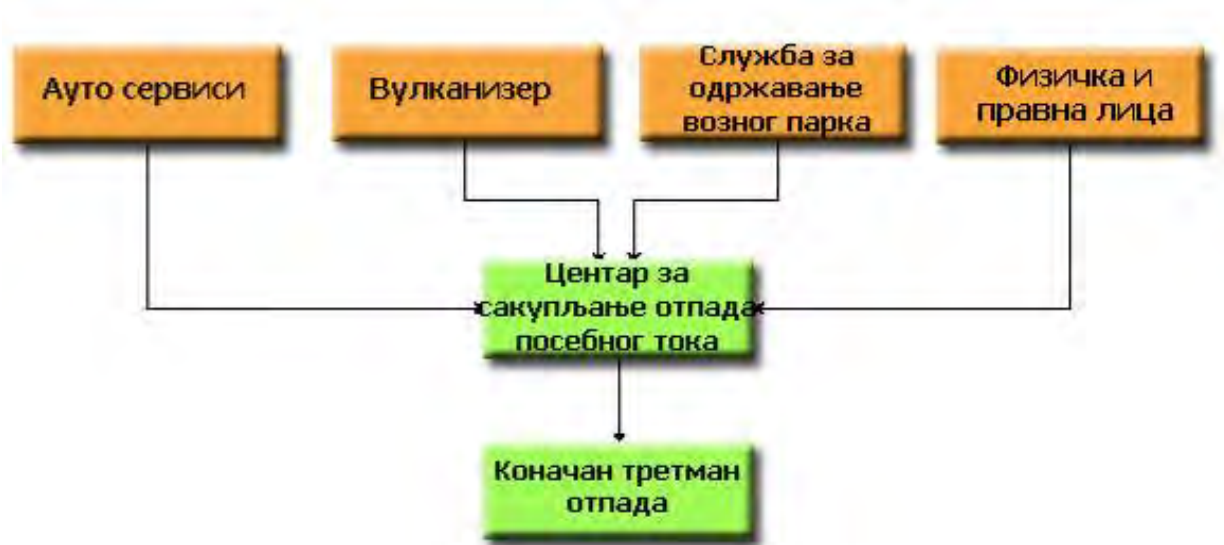 Ауто сервиси
Вулканизер
Служба за
одржавање
возног парка
Физичка и
правна лица
Центар за
сакупљање отпада
посебног тока
Коначан третман
отпада